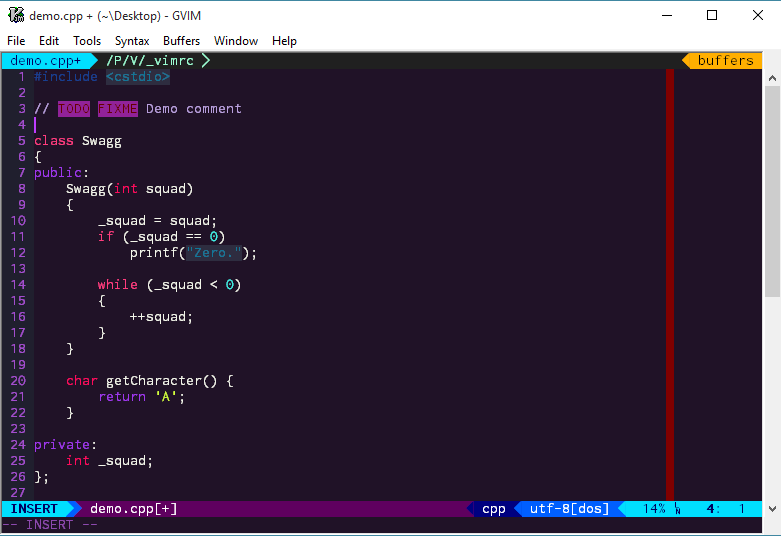 demo.cpp + (~\Desktop) - GVIM
File Edit Tools Syntax Buffers Window Help
demo.cpp+ /P/V/_vimrc buffers
1 #include <cstdio>
2
3 // TODO FIXME Demo comment
4
5 class Swagg
6 {
7 public:
8     Swagg(int squad)
9     {
10         _squad = squad;
11         if (_squad == 0)
12             printf("Zero.");
13
14         while (_squad < 0)
15         {
16             ++squad;
17         }
18     }
19
20     char getCharacter() {
21         return 'A';
22     }
23
24 private:
25     int _squad;
26 };
27
INSERT demo.cpp[+] cpp utf-8[dos] 14% 4: 1
-- INSERT --